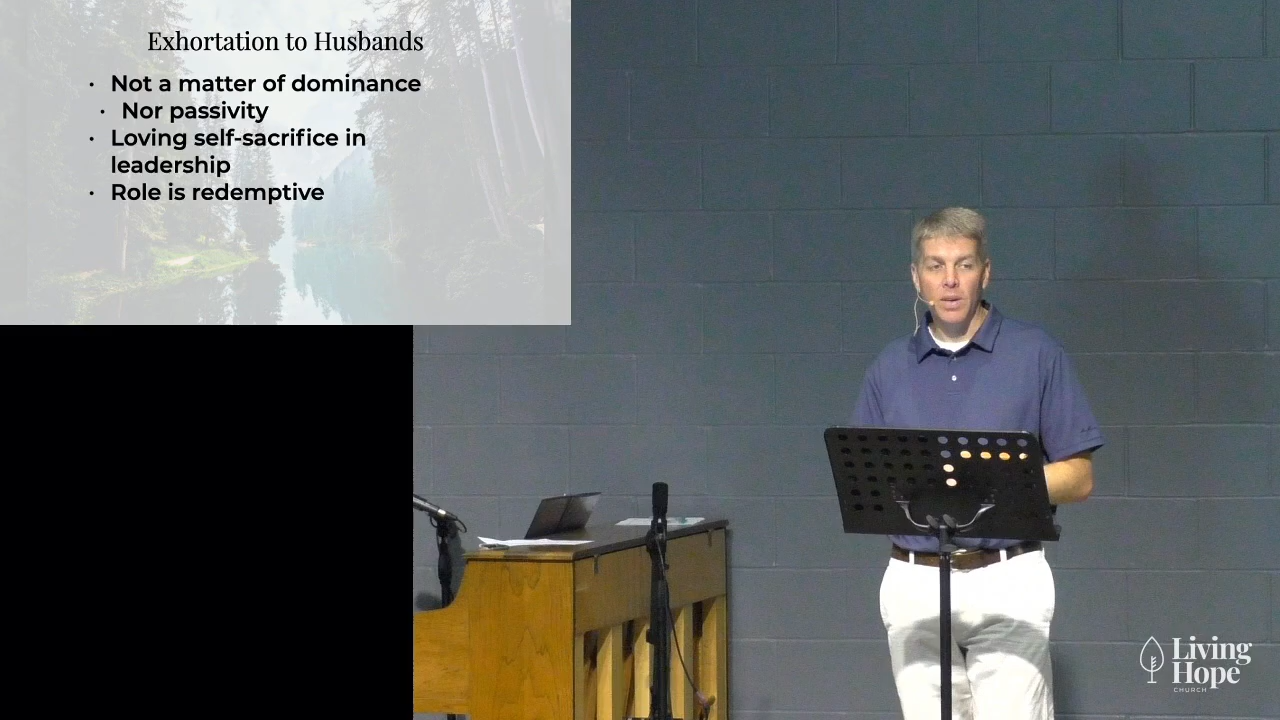 Exhortation to Husbands
• Not a matter of dominance
• Nor passivity
• Loving self-sacrifice in
leadership
• Role is redemptive
Living
Hope
CHURCH